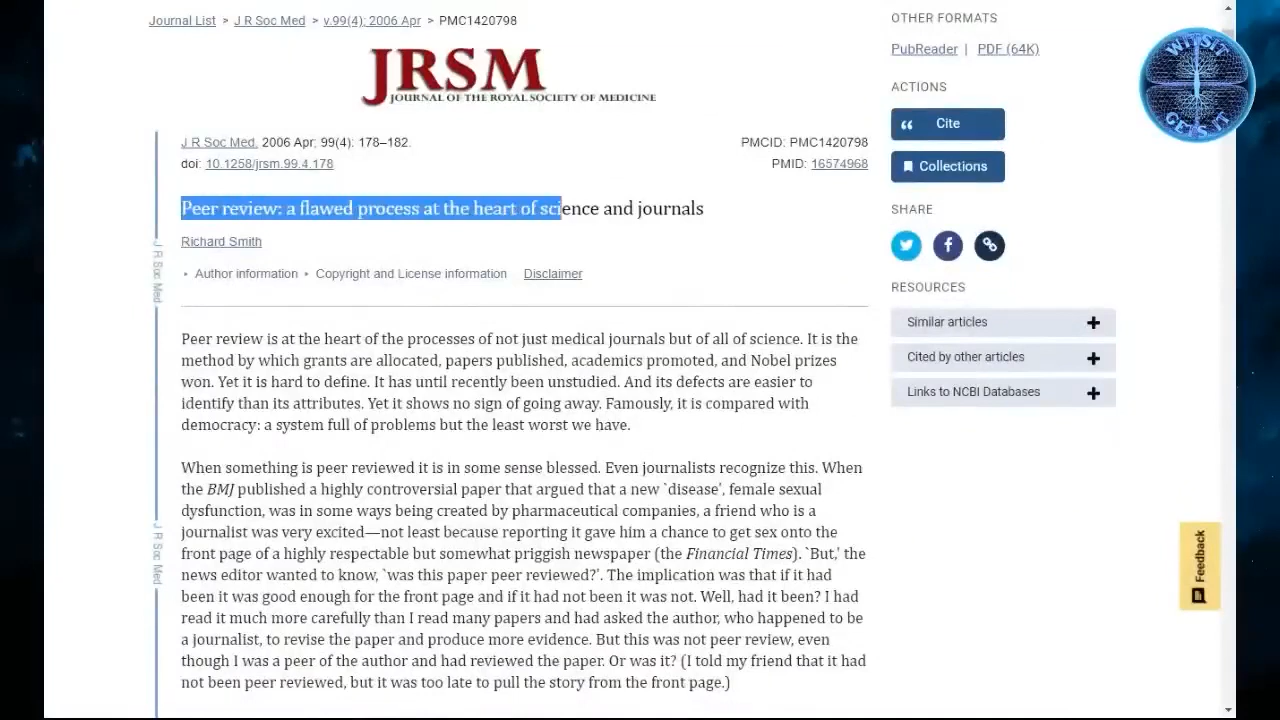 Journal List > J R Soc Med > v.99(4); 2006 Apr > PMC1420798
JRSM
JOURNAL OF THE ROYAL SOCIETY OF MEDICINE
J R Soc Med. 2006 Apr; 99(4): 178–182.
PMCID: PMC1420798
doi: 10.1258/jrsm.99.4.178
PMID: 16574968
Peer review: a flawed process at the heart of science and journals
Richard Smith
Author information
Copyright and License information
Disclaimer
Peer review is at the heart of the processes of not just medical journals but of all of science. It is the
method by which grants are allocated, papers published, academics promoted, and Nobel prizes
won. Yet it is hard to define. It has until recently been unstudied. And its defects are easier to
identify than its attributes. Yet it shows no sign of going away. Famously, it is compared with
democracy: a system full of problems but the least worst we have.
When something is peer reviewed it is in some sense blessed. Even journalists recognize this. When
the BMJ published a highly controversial paper that argued that a new `disease', female sexual
dysfunction, was in some ways being created by pharmaceutical companies, a friend who is a
journalist was very excited—not least because reporting it gave him a chance to get sex onto the
front page of a highly respectable but somewhat priggish newspaper (the Financial Times). `But,' the
news editor wanted to know, `was this paper peer reviewed?'. The implication was that if it had
been it was good enough for the front page and if it had not been it was not. Well, had it been? I had
read it much more carefully than I read many papers and had asked the author, who happened to be
a journalist, to revise the paper and produce more evidence. But this was not peer review, even
though I was a peer of the author and had reviewed the paper. Or was it? (I told my friend that it had
not been peer reviewed, but it was too late to pull the story from the front page.)
J R Soc Med
J R Soc Med
OTHER FORMATS
PubReader | PDF (64K)
ACTIONS
Cite
Collections
SHARE
RESOURCES
Similar articles
Cited by other articles
Links to NCBI Databases
Feedback
WITSIT
GETS IT